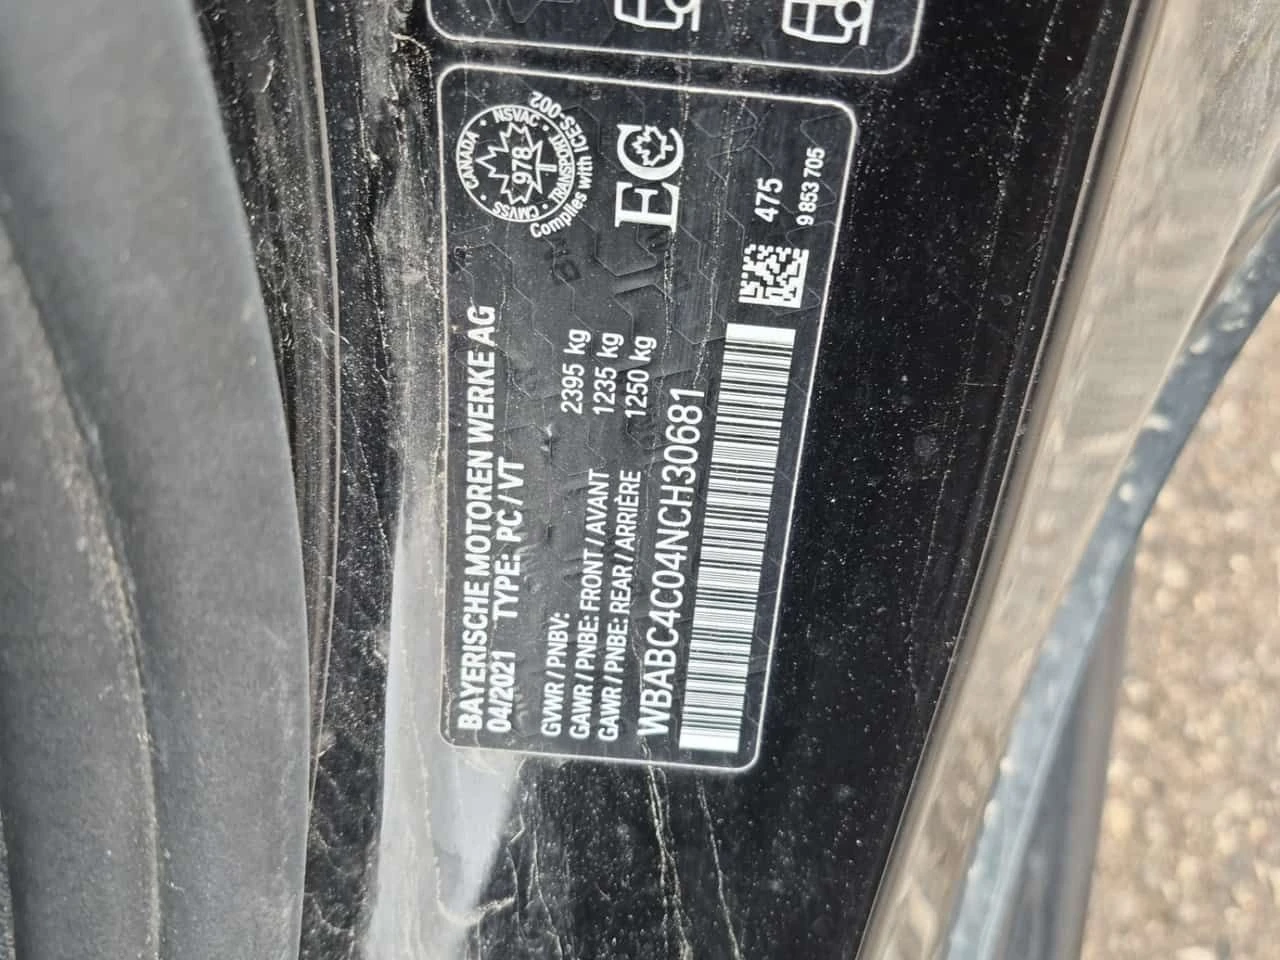 BAYERISCHE MOTOREN WERKE AG
04/2021 TYPE: PC/VT
GVWR / PNBV: 2395 kg
GAWR / PNBE: FRONT / AVANT 1235 kg
GAWR / PNBE: REAR / ARRIÈRE 1250 kg
WBABC4C04NCH30681
CANADA · NSVAC · TRANSPORT · CMVSS ·
978
Complies with ICES-002
EC
475
9 853 705